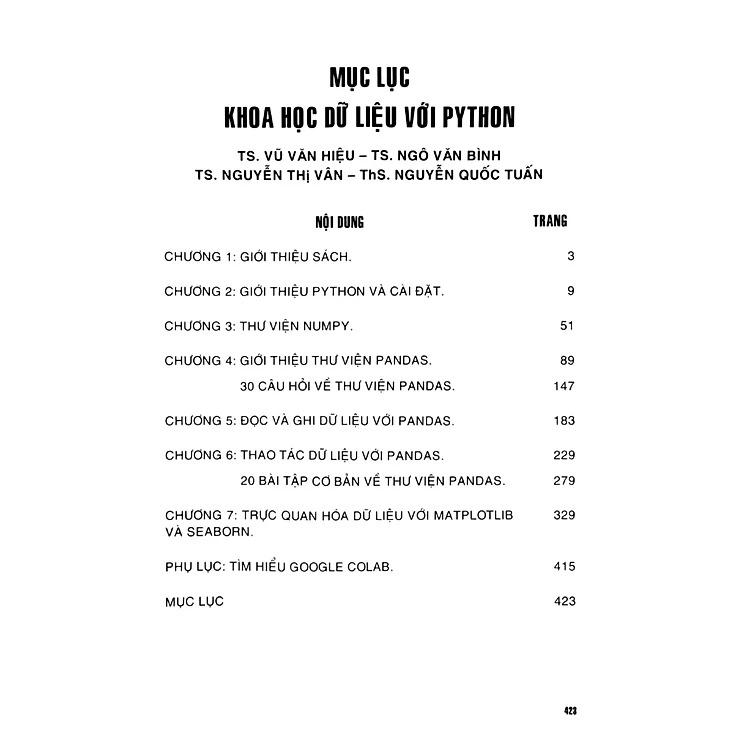 MỤC LỤC
KHOA HỌC DỮ LIỆU VỚI PYTHON
TS. VŨ VĂN HIỆU – TS. NGÔ VĂN BÌNH
TS. NGUYỄN THỊ VÂN – ThS. NGUYỄN QUỐC TUẤN
NỘI DUNG TRANG
CHƯƠNG 1: GIỚI THIỆU SÁCH. 3
CHƯƠNG 2: GIỚI THIỆU PYTHON VÀ CÀI ĐẶT. 9
CHƯƠNG 3: THƯ VIỆN NUMPY. 51
CHƯƠNG 4: GIỚI THIỆU THƯ VIỆN PANDAS. 89
30 CÂU HỎI VỀ THƯ VIỆN PANDAS. 147
CHƯƠNG 5: ĐỌC VÀ GHI DỮ LIỆU VỚI PANDAS. 183
CHƯƠNG 6: THAO TÁC DỮ LIỆU VỚI PANDAS. 229
20 BÀI TẬP CƠ BẢN VỀ THƯ VIỆN PANDAS. 279
CHƯƠNG 7: TRỰC QUAN HÓA DỮ LIỆU VỚI MATPLOTLIB 329
VÀ SEABORN.
PHỤ LỤC: TÌM HIỂU GOOGLE COLAB. 415
MỤC LỤC 423
423